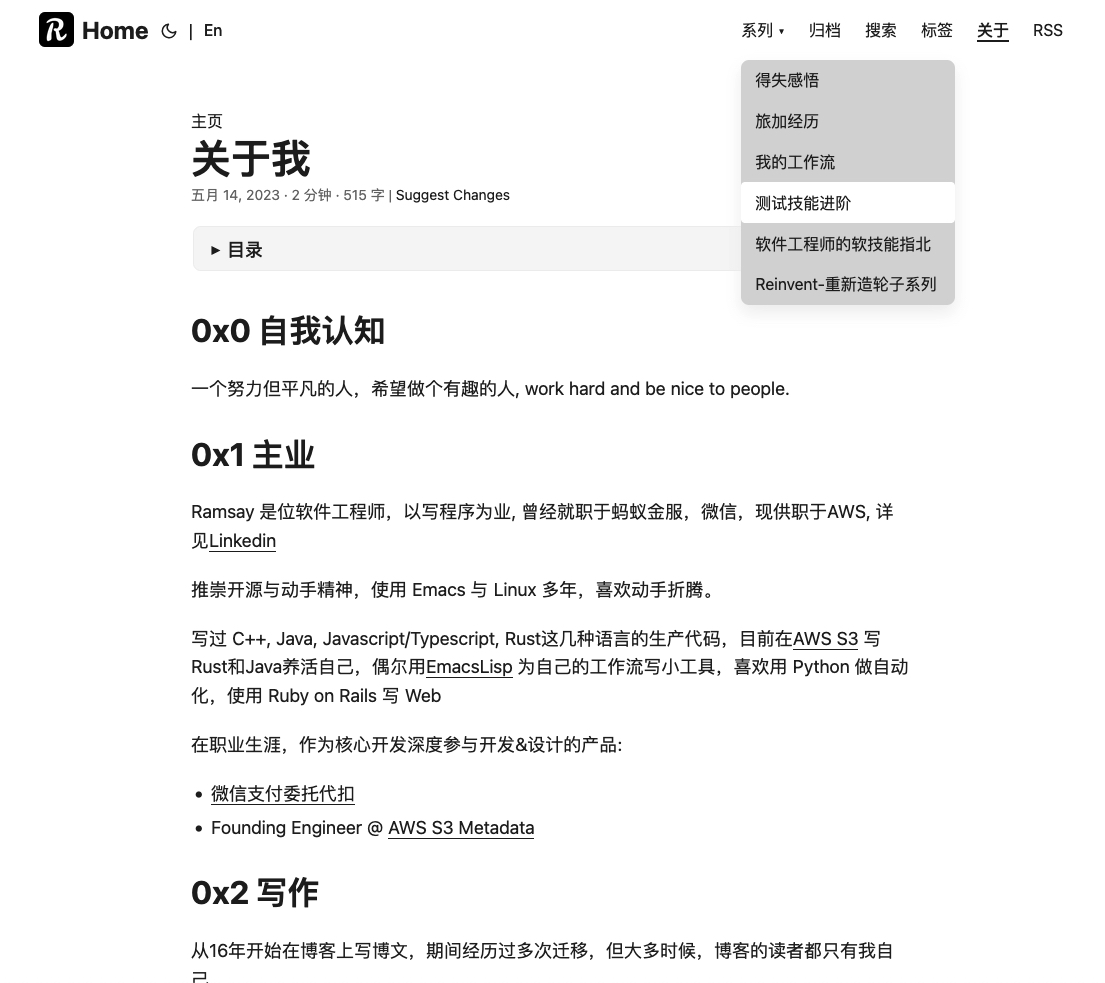 R Home | En
系列 ▾ 归档 搜索 标签 关于 RSS
得失感悟
旅加经历
我的工作流
测试技能进阶
软件工程师的软技能指北
Reinvent-重新造轮子系列
主页
关于我
五月 14, 2023 · 2 分钟 · 515 字 | Suggest Changes
▸ 目录
0x0 自我认知
一个努力但平凡的人，希望做个有趣的人, work hard and be nice to people.
0x1 主业
Ramsay 是位软件工程师，以写程序为业, 曾经就职于蚂蚁金服，微信，现供职于AWS, 详
见Linkedin
推崇开源与动手精神，使用 Emacs 与 Linux 多年，喜欢动手折腾。
写过 C++, Java, Javascript/Typescript, Rust这几种语言的生产代码，目前在AWS S3 写
Rust和Java养活自己，偶尔用EmacsLisp 为自己的工作流写小工具，喜欢用 Python 做自动
化，使用 Ruby on Rails 写 Web
在职业生涯，作为核心开发深度参与开发&设计的产品:
• 微信支付委托代扣
• Founding Engineer @ AWS S3 Metadata
0x2 写作
从16年开始在博客上写博文，期间经历过多次迁移，但大多时候，博客的读者都只有我自
己